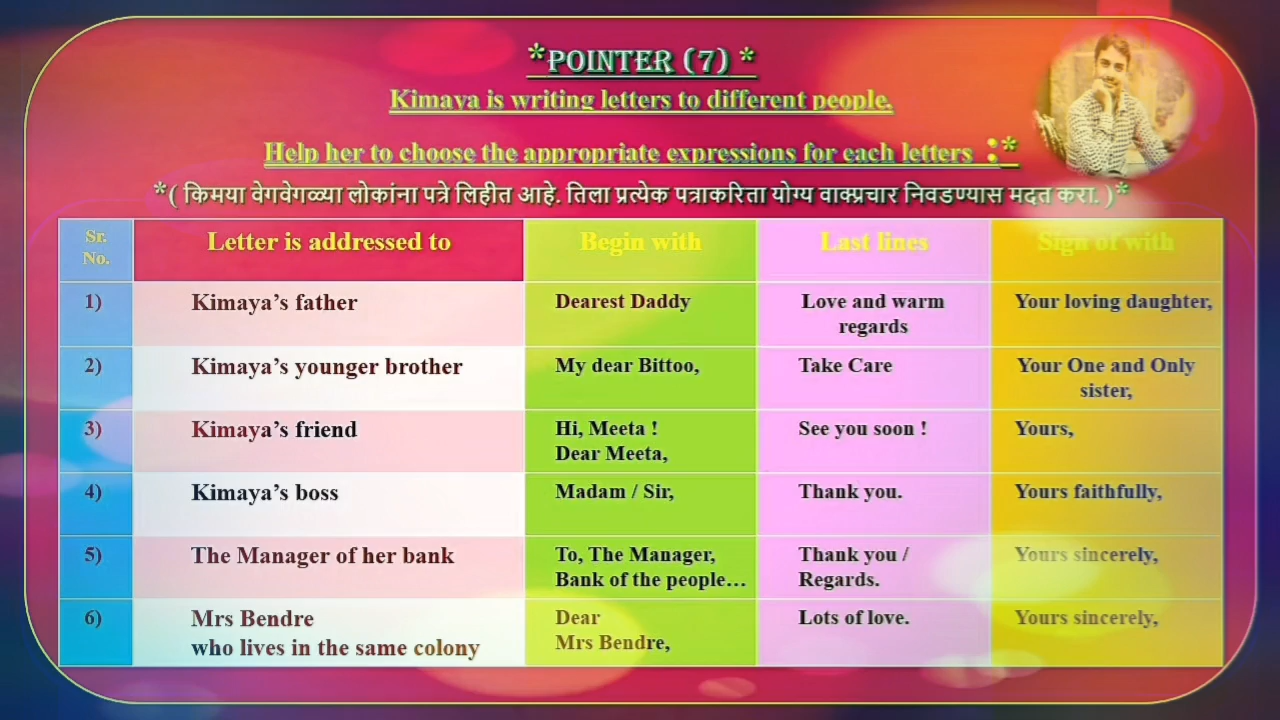 *POINTER (7) *
Kimaya is writing letters to different people.
Help her to choose the appropriate expressions for each letters :*
*( किमया वेगवेगळ्या लोकांना पत्रे लिहीत आहे. तिला प्रत्येक पत्राकरिता योग्य वाक्प्रचार निवडण्यास मदत करा. )*
Sr. No. Letter is addressed to Begin with Last lines Sign of with
1) Kimaya’s father Dearest Daddy Love and warm regards Your loving daughter,
2) Kimaya’s younger brother My dear Bittoo, Take Care Your One and Only sister,
3) Kimaya’s friend Hi, Meeta ! Dear Meeta, See you soon ! Yours,
4) Kimaya’s boss Madam / Sir, Thank you. Yours faithfully,
5) The Manager of her bank To, The Manager, Bank of the people… Thank you / Regards. Yours sincerely,
6) Mrs Bendre who lives in the same colony Dear Mrs Bendre, Lots of love. Yours sincerely,